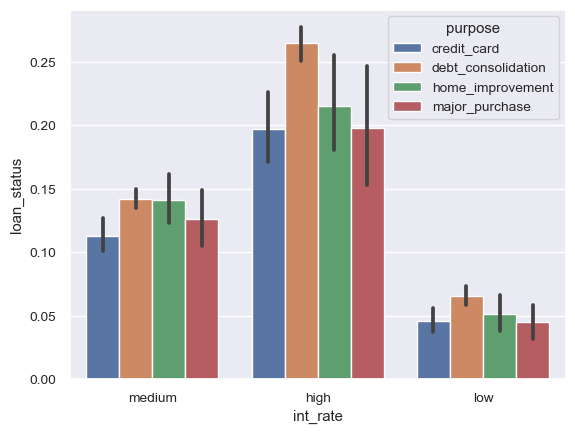 purpose
credit_card
debt_consolidation
home_improvement
major_purchase
loan_status
0.25
0.20
0.15
0.10
0.05
0.00
medium high low
int_rate